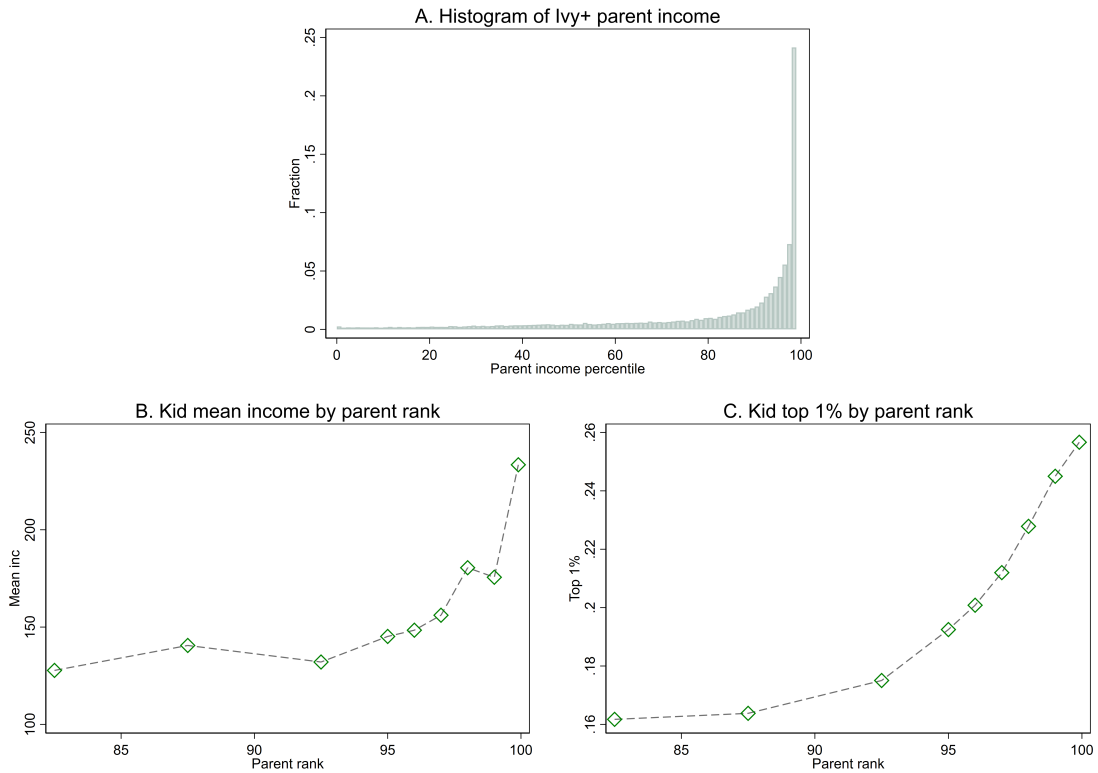 A. Histogram of Ivy+ parent income
.25
.2
.15
.1
.05
0
Fraction
0 20 40 60 80 100
Parent income percentile
B. Kid mean income by parent rank
250
200
150
100
Mean inc
85 90 95 100
Parent rank
C. Kid top 1% by parent rank
.26
.24
.22
.2
.18
.16
Top 1%
85 90 95 100
Parent rank